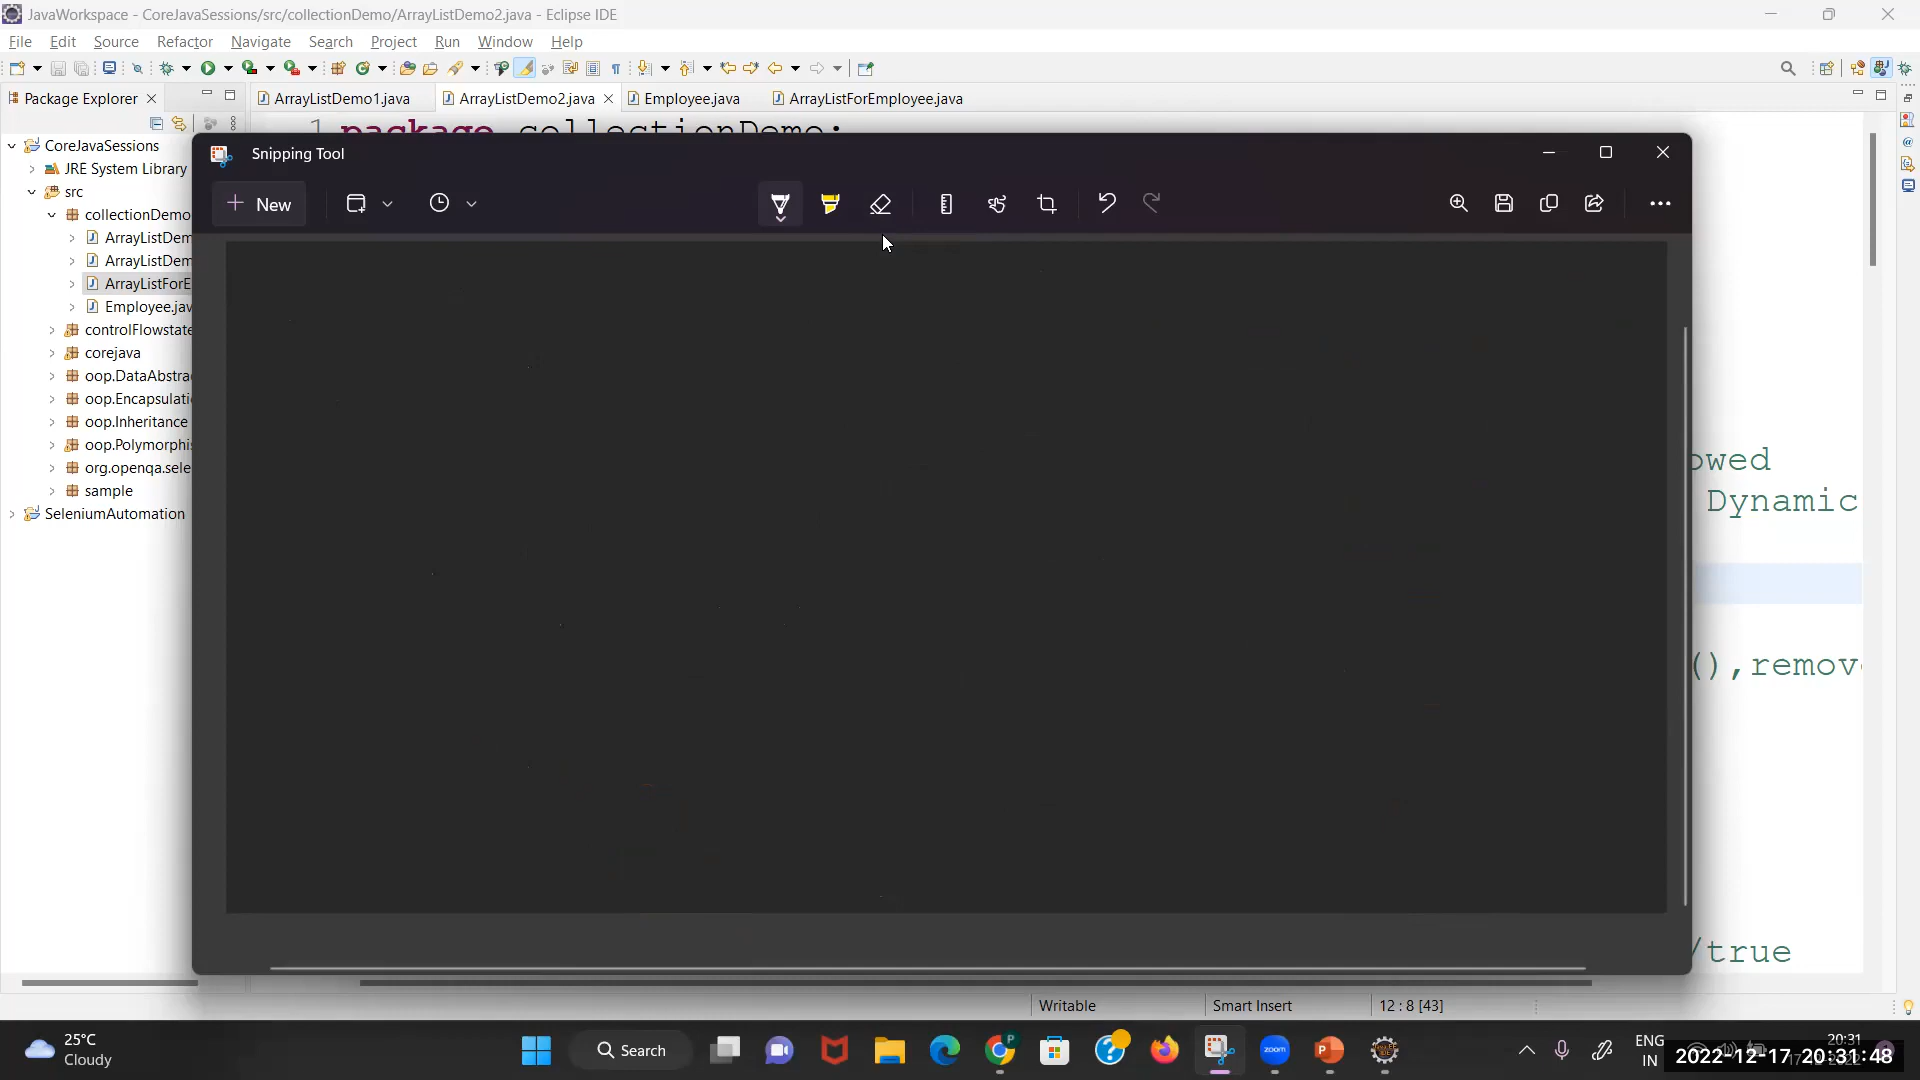 JavaWorkspace - CoreJavaSessions/src/collectionDemo/ArrayListDemo2.java - Eclipse IDE
File Edit Source Refactor Navigate Search Project Run Window Help
Package Explorer ArrayListDemo1.java ArrayListDemo2.java Employee.java ArrayListForEmployee.java
1 package collectionDemo;
CoreJavaSessions
JRE System Library
src
collectionDemo
ArrayListDem
ArrayListDem
ArrayListForE
Employee.jav
controlFlowstate
corejava
oop.DataAbstra
oop.Encapsulati
oop.Inheritance
oop.Polymorphi
org.openqa.sele
sample
SeleniumAutomation
Snipping Tool
New
owed
Dynamic
(),remov
/true
Writable Smart Insert 12 : 8 [43]
25°C
Cloudy
Search
zoom
ENG
IN
20:31
2022-12-17 20:31:48